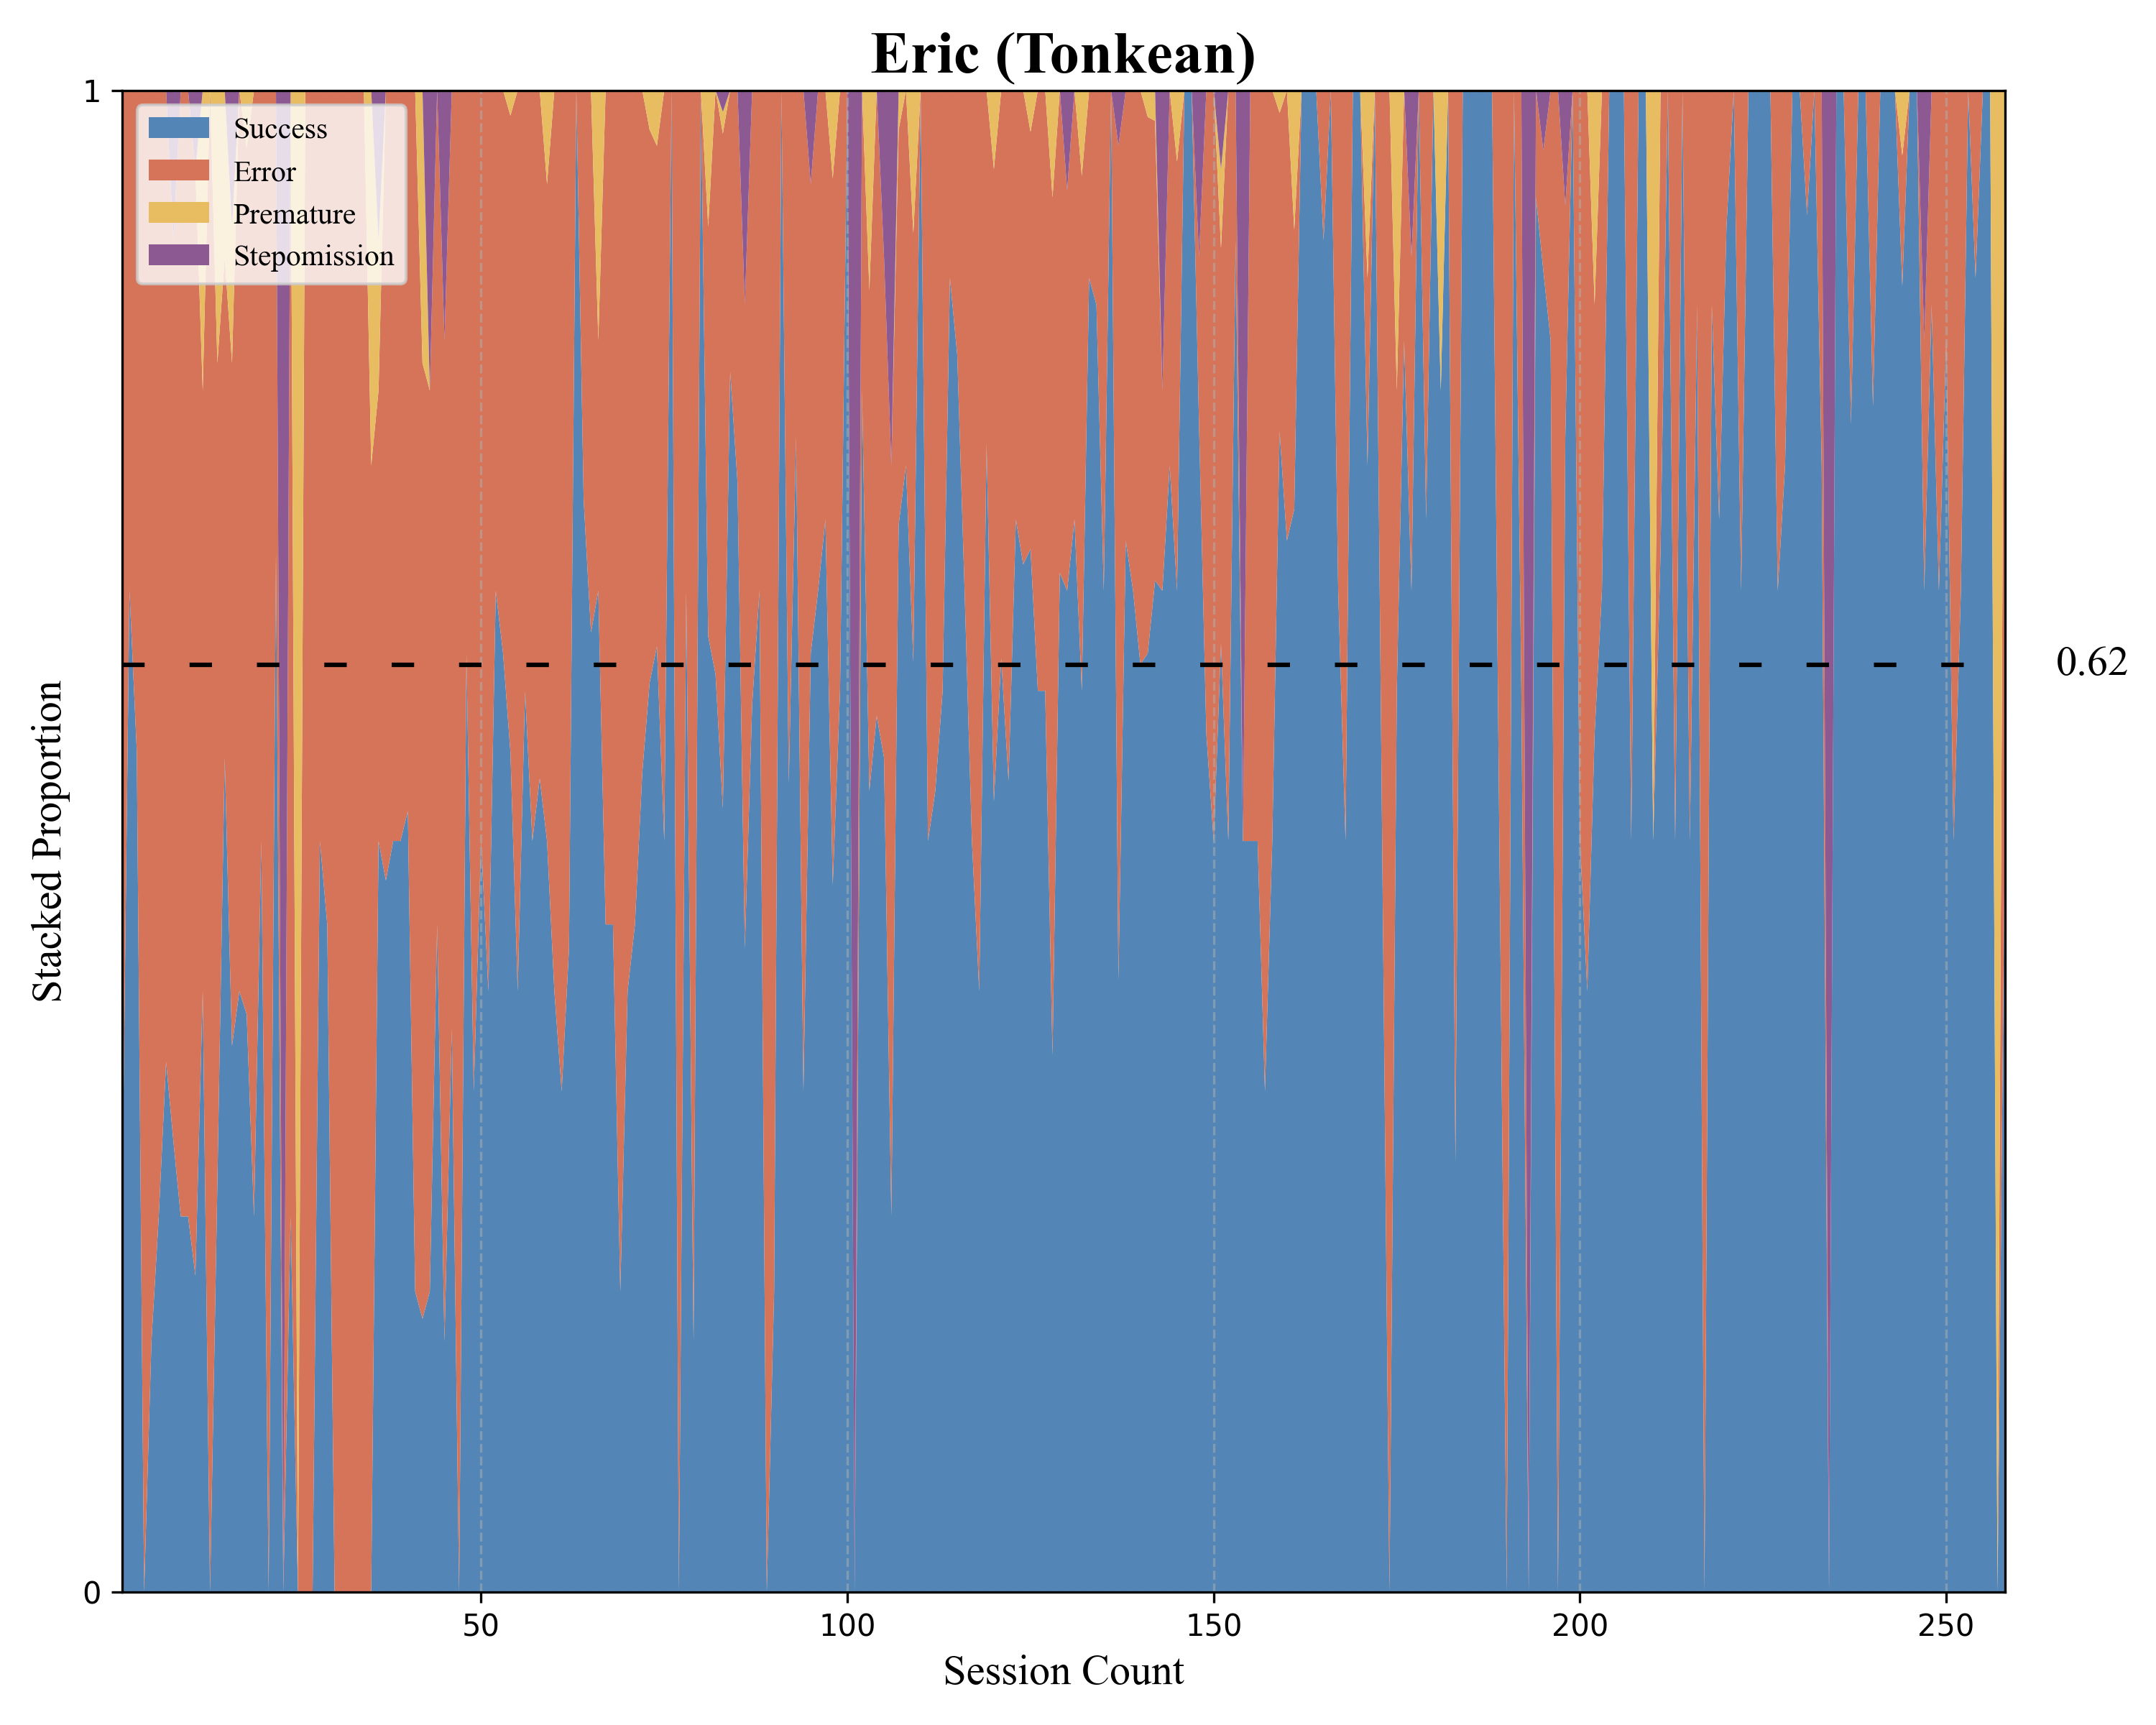 Eric (Tonkean)
1
Success
Error
Premature
Stepomission
0.62
Stacked Proportion
0
50
100
150
200
250
Session Count